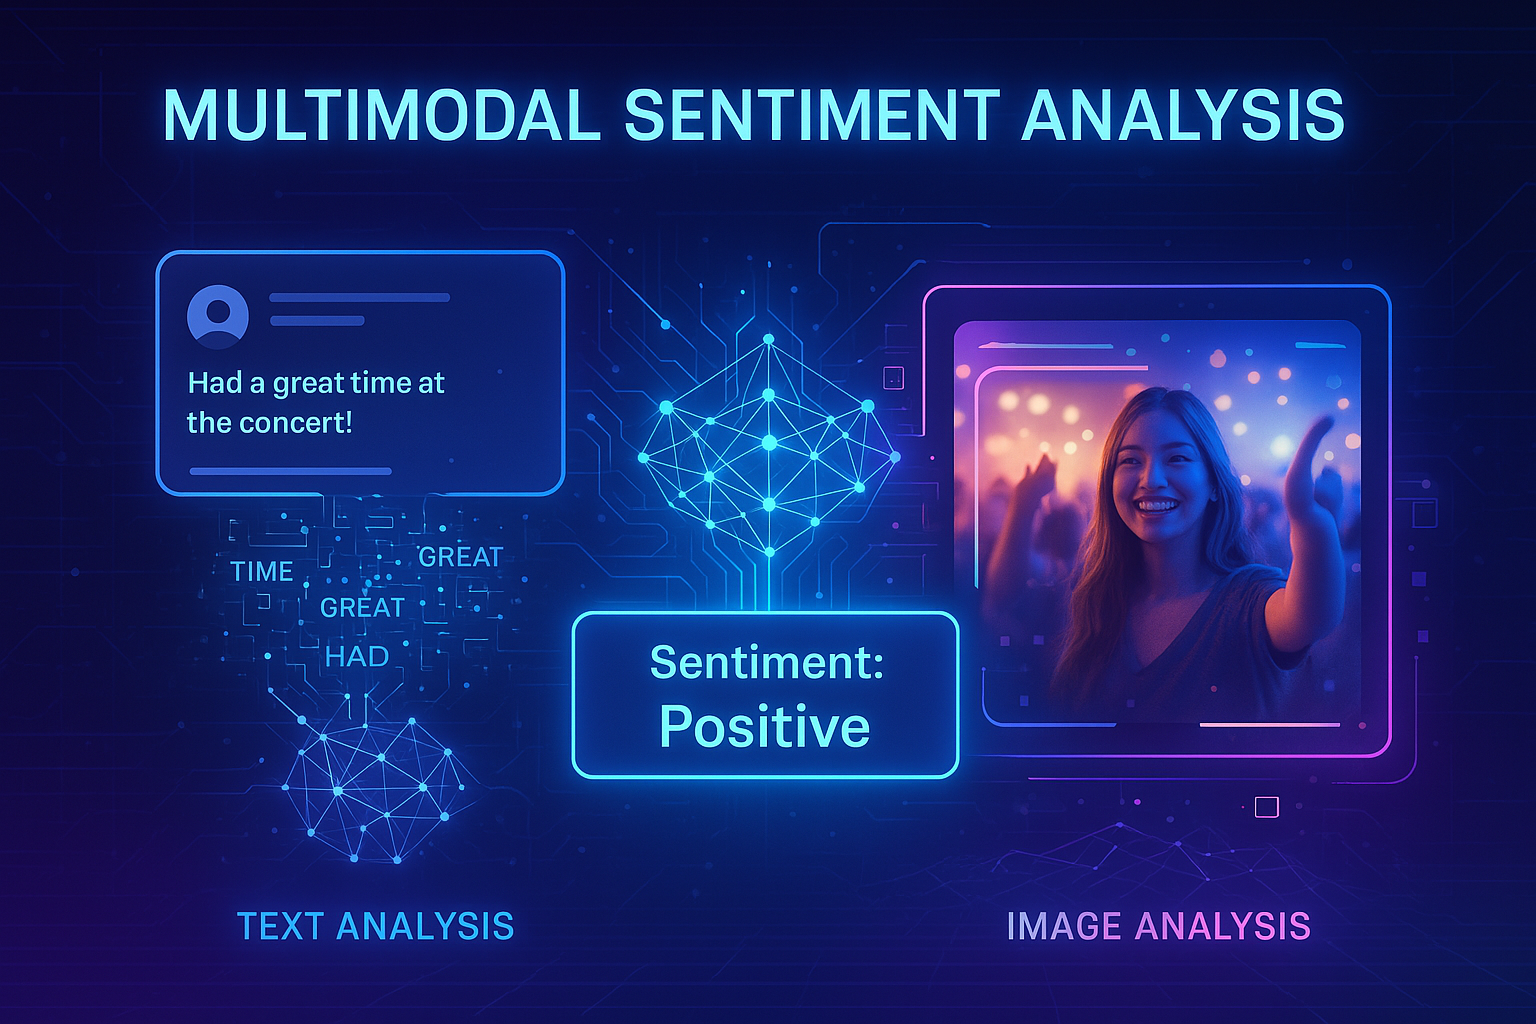 MULTIMODAL SENTIMENT ANALYSIS
Had a great time at
the concert!
TIME
GREAT
GREAT
HAD
Sentiment:
Positive
TEXT ANALYSIS
IMAGE ANALYSIS